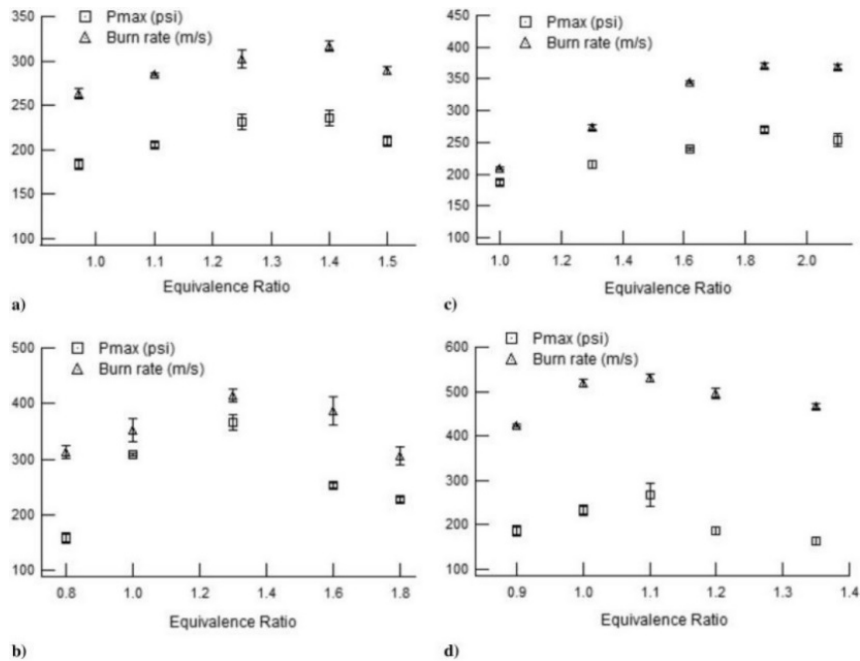 350
300
250
200
150
100
Pmax (psi)
Burn rate (m/s)
1.0 1.1 1.2 1.3 1.4 1.5
Equivalence Ratio
a)
450
400
350
300
250
200
150
100
Pmax (psi)
Burn rate (m/s)
1.0 1.2 1.4 1.6 1.8 2.0
Equivalence Ratio
c)
500
400
300
200
100
Pmax (psi)
Burn rate (m/s)
0.8 1.0 1.2 1.4 1.6 1.8
Equivalence Ratio
b)
600
500
400
300
200
100
Pmax (psi)
Burn rate (m/s)
0.9 1.0 1.1 1.2 1.3 1.4
Equivalence Ratio
d)